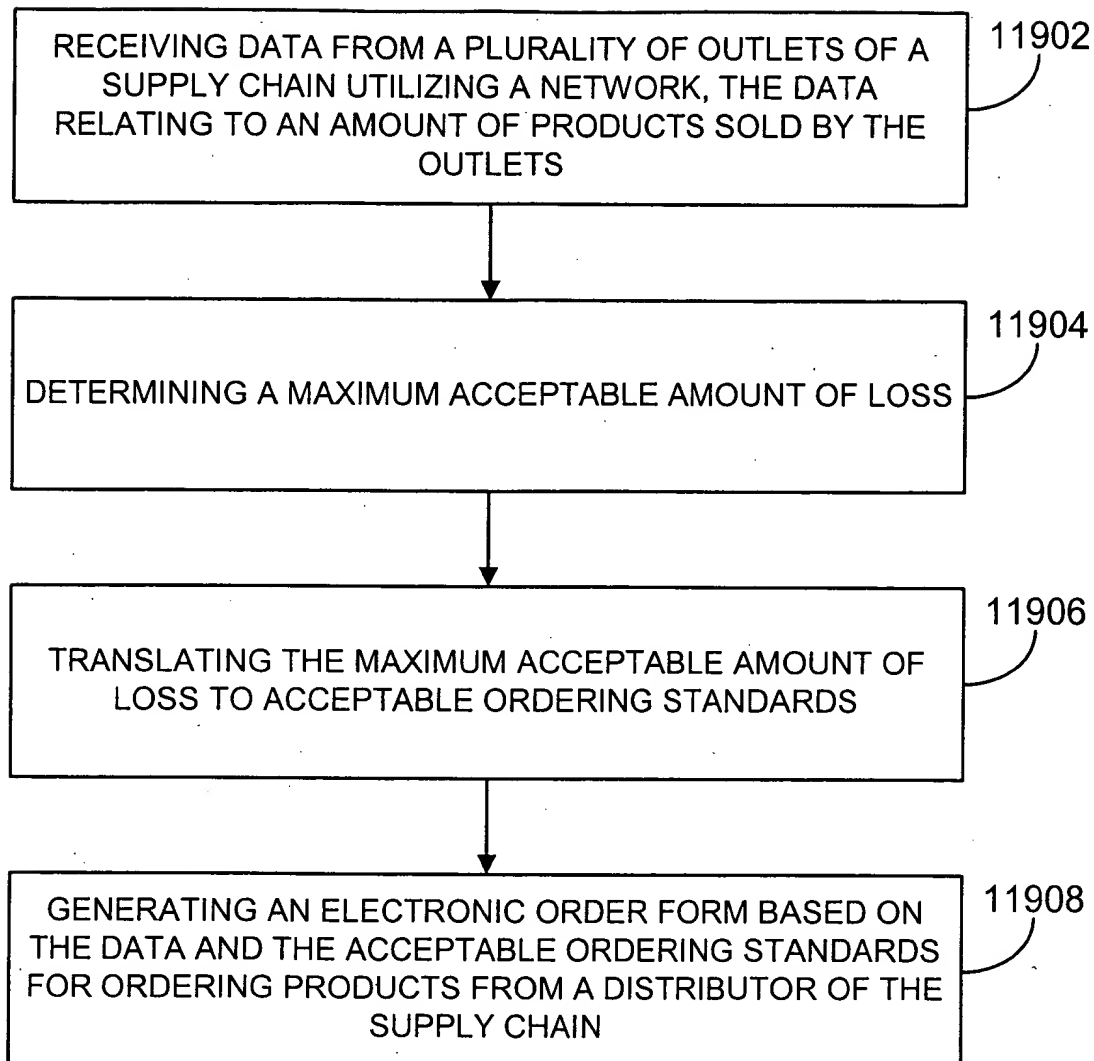 RECEIVING DATA FROM A PLURALITY OF OUTLETS OF A
SUPPLY CHAIN UTILIZING A NETWORK, THE DATA
RELATING TO AN AMOUNT OF PRODUCTS SOLD BY THE
OUTLETS
11902
DETERMINING A MAXIMUM ACCEPTABLE AMOUNT OF LOSS
11904
TRANSLATING THE MAXIMUM ACCEPTABLE AMOUNT OF
LOSS TO ACCEPTABLE ORDERING STANDARDS
11906
GENERATING AN ELECTRONIC ORDER FORM BASED ON
THE DATA AND THE ACCEPTABLE ORDERING STANDARDS
FOR ORDERING PRODUCTS FROM A DISTRIBUTOR OF THE
SUPPLY CHAIN
11908